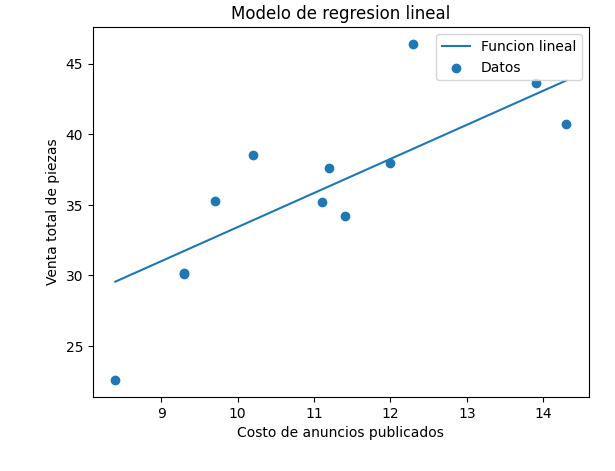 Modelo de regresion lineal
Funcion lineal
Datos
45
40
35
30
25
Venta total de piezas
9 10 11 12 13 14
Costo de anuncios publicados